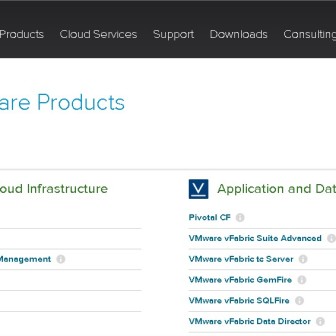 Products Cloud Services Support Downloads Consulting
are Products
oud Infrastructure
Management
Application and Dat
Pivotal CF
VMware vFabric Suite Advanced
VMware vFabric tc Server
VMware vFabric GemFire
VMware vFabric SQLFire
VMware vFabric Data Director